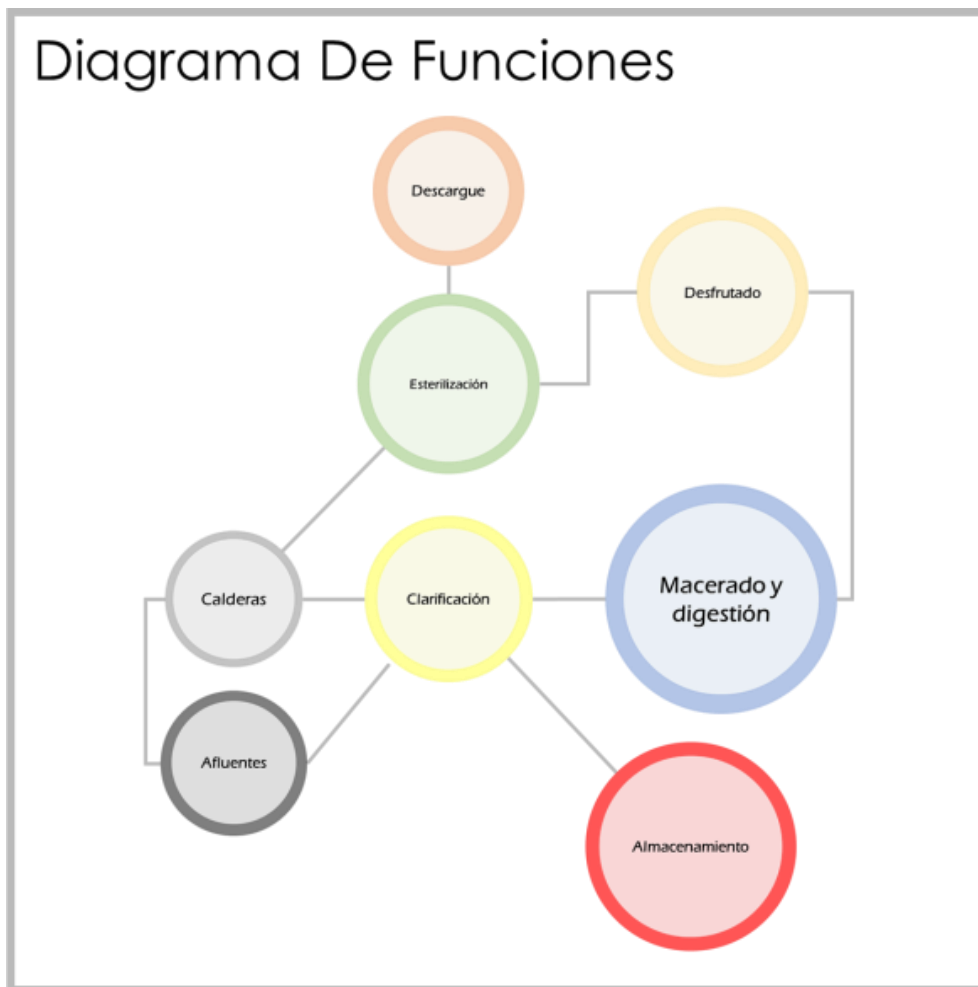 Diagrama De Funciones
Descargue
Desfrutado
Esterilización
Calderas
Clarificación
Macerado y
digestión
Afluentes
Almacenamiento